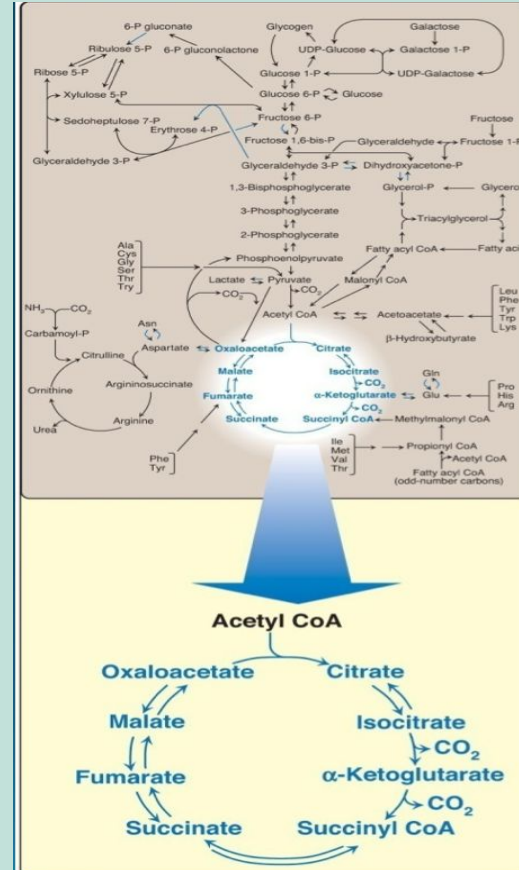 6-P gluconate
Glycogen
Galactose
Ribulose 5-P
6-P gluconolactone
UDP-Glucose
Galactose 1-P
Ribose 5-P
Glucose 1-P
UDP-Galactose
Xylulose 5-P
Glucose 6-P
Glucose
Sedoheptulose 7-P
Fructose 6-P
Erythrose 4-P
Fructose
Fructose 1,6-bis-P
Glyceraldehyde
Fructose 1-P
Glyceraldehyde 3-P
Glyceraldehyde 3-P
Dihydroxyacetone-P
1,3-Bisphosphoglycerate
Glycerol-P
3-Phosphoglycerate
Triacylglycerol
2-Phosphoglycerate
Ala
Cys
Gly
Ser
Thr
Try
Fatty acyl CoA
Phosphoenolpyruvate
Lactate
Pyruvate
Malonyl CoA
CO2
CO2
Leu
Phe
Tyr
Trp
Lys
NH3
CO2
Acetyl CoA
Acetoacetate
Carbamoyl-P
Asn
β-Hydroxybutyrate
Citrulline
Aspartate
Oxaloacetate
Citrate
Malate
Isocitrate
Gln
Argininosuccinate
CO2
Ornithine
Fumarate
α-Ketoglutarate
Glu
Pro
His
Arg
CO2
Arginine
Succinate
Succinyl CoA
Methylmalonyl CoA
Urea
Phe
Tyr
Ile
Met
Val
Thr
Propionyl CoA
Acetyl CoA
Fatty acyl CoA
(odd-number carbons)
Acetyl CoA
Oxaloacetate
Citrate
Malate
Isocitrate
CO2
Fumarate
α-Ketoglutarate
CO2
Succinate
Succinyl CoA